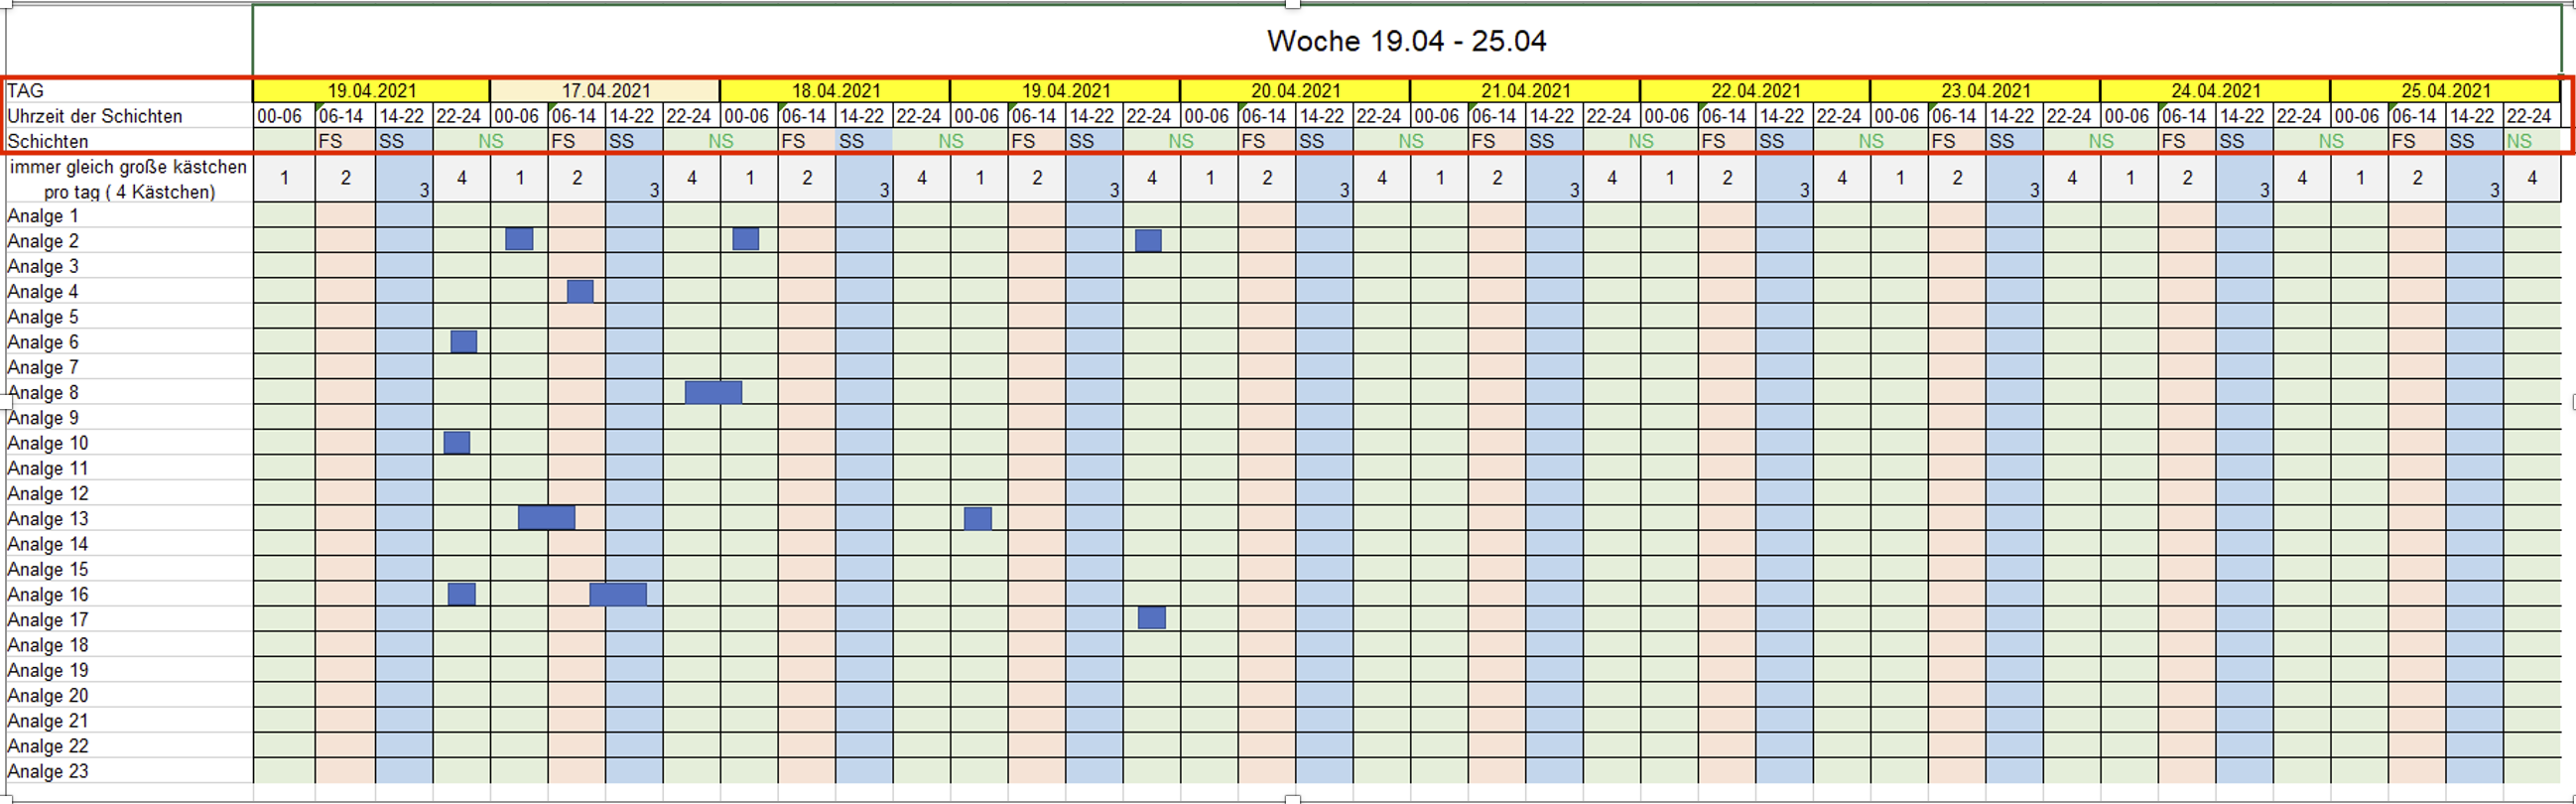 Woche 19.04 - 25.04
TAG 19.04.2021 17.04.2021 18.04.2021 19.04.2021 20.04.2021 21.04.2021 22.04.2021 23.04.2021 24.04.2021 25.04.2021
Uhrzeit der Schichten 00-06 06-14 14-22 22-24 00-06 06-14 14-22 22-24 00-06 06-14 14-22 22-24 00-06 06-14 14-22 22-24 00-06 06-14 14-22 22-24 00-06 06-14 14-22 22-24 00-06 06-14 14-22 22-24 00-06 06-14 14-22 22-24 00-06 06-14 14-22 22-24 00-06 06-14 14-22 22-24
Schichten FS SS NS FS SS NS FS SS NS FS SS NS FS SS NS FS SS NS FS SS NS FS SS NS FS SS NS FS SS NS
immer gleich große kästchen
pro tag ( 4 Kästchen) 1 2 3 4 1 2 3 4 1 2 3 4 1 2 3 4 1 2 3 4 1 2 3 4 1 2 3 4 1 2 3 4 1 2 3 4 1 2 3 4
Analge 1
Analge 2
Analge 3
Analge 4
Analge 5
Analge 6
Analge 7
Analge 8
Analge 9
Analge 10
Analge 11
Analge 12
Analge 13
Analge 14
Analge 15
Analge 16
Analge 17
Analge 18
Analge 19
Analge 20
Analge 21
Analge 22
Analge 23